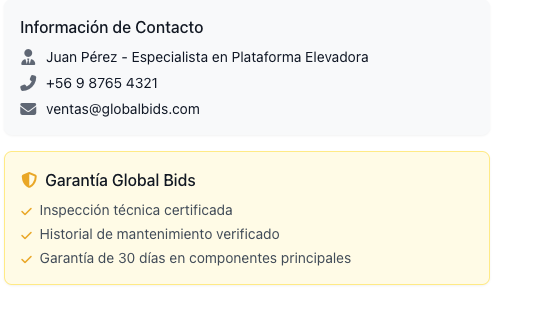 Información de Contacto
Juan Pérez - Especialista en Plataforma Elevadora
+56 9 8765 4321
ventas@globalbids.com
Garantía Global Bids
Inspección técnica certificada
Historial de mantenimiento verificado
Garantía de 30 días en componentes principales